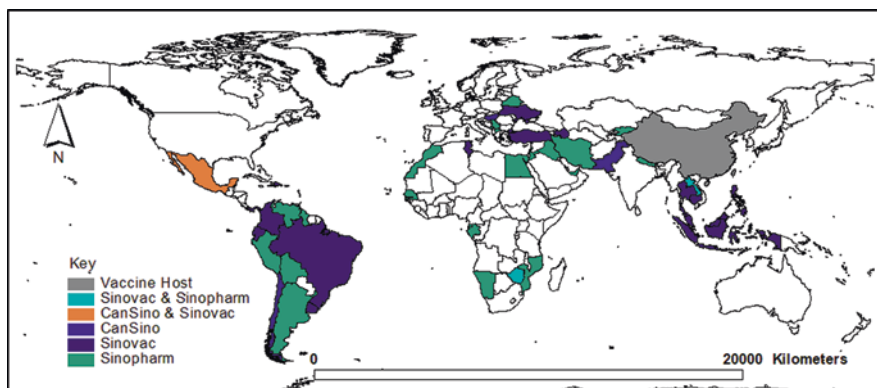 N
Key
Vaccine Host
Sinovac & Sinopharm
CanSino & Sinovac
CanSino
Sinovac
Sinopharm
0 20000 Kilometers